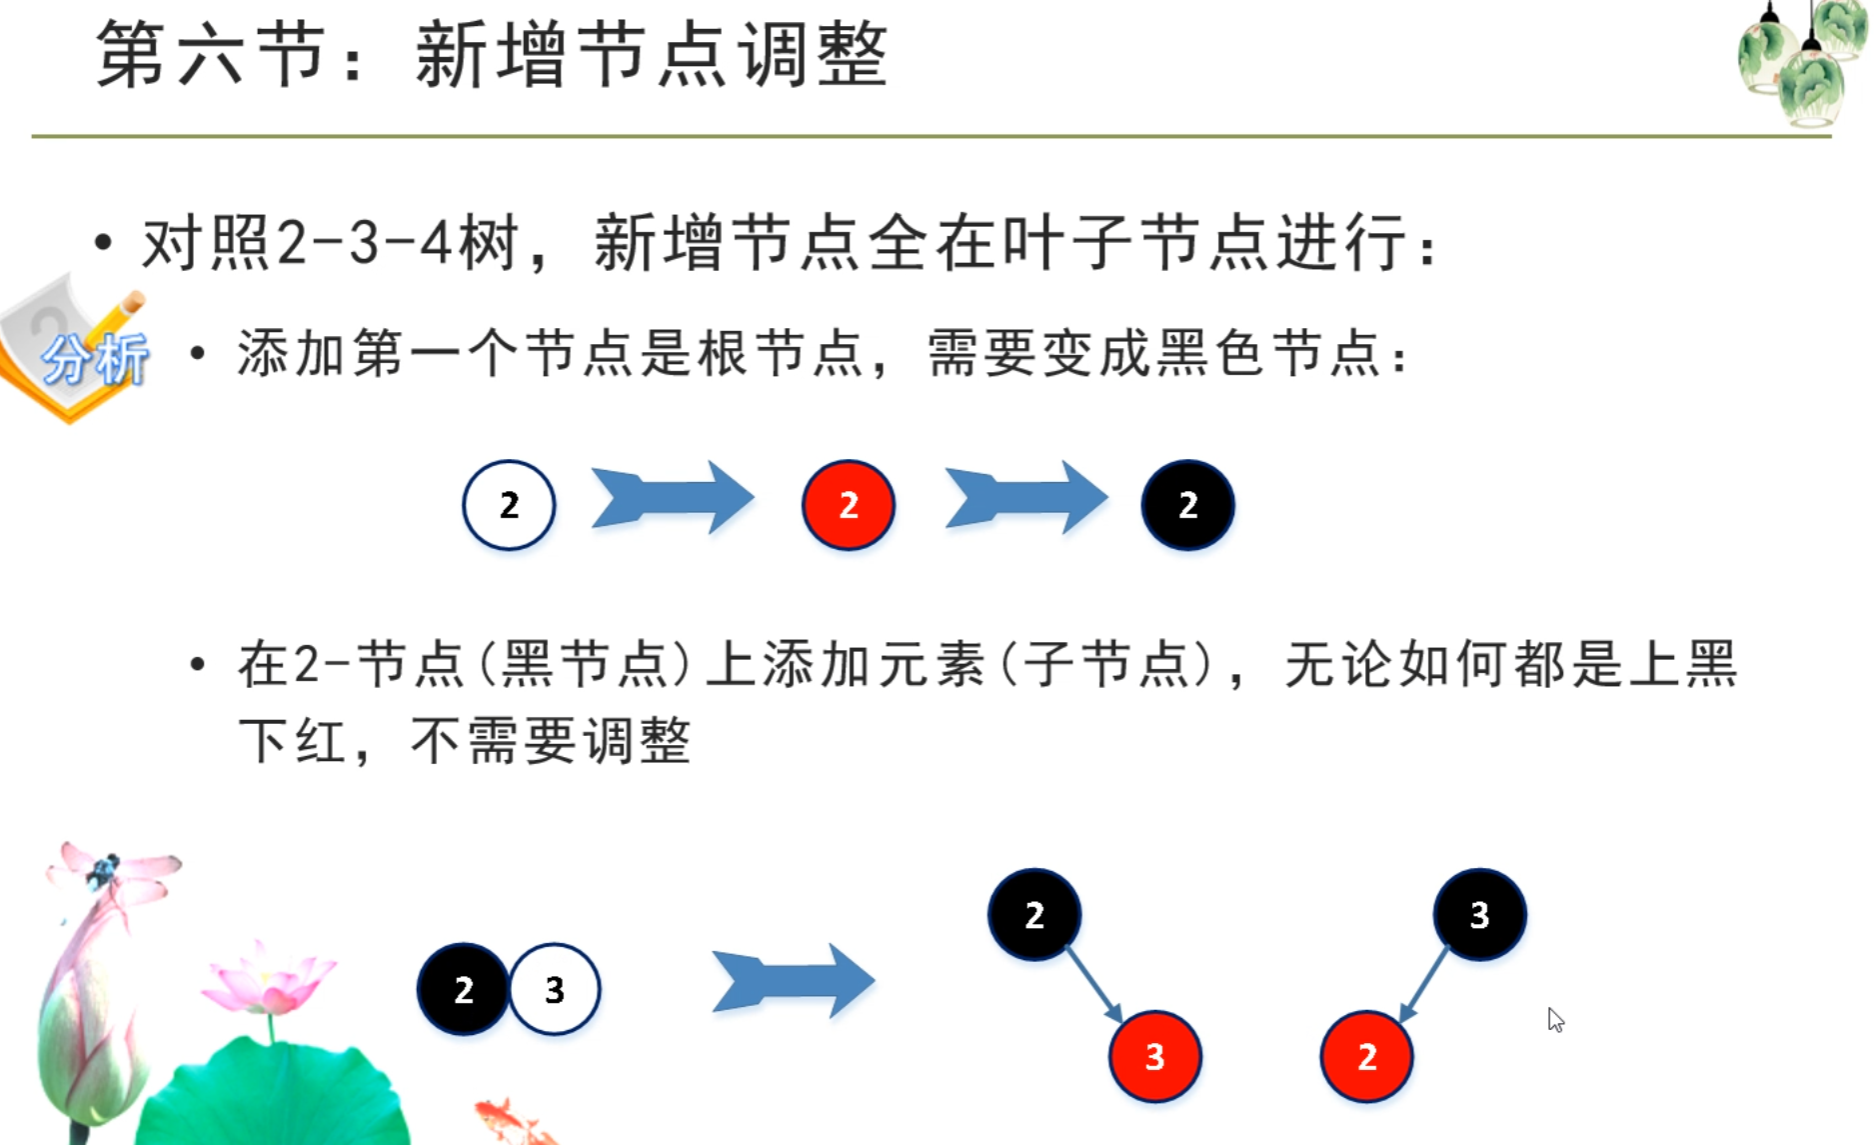 第六节：新增节点调整
• 对照2-3-4树，新增节点全在叶子节点进行：
分析
• 添加第一个节点是根节点，需要变成黑色节点：
2 2 2
• 在2-节点(黑节点)上添加元素(子节点)，无论如何都是上黑
下红，不需要调整
2 3
2 3
3 2